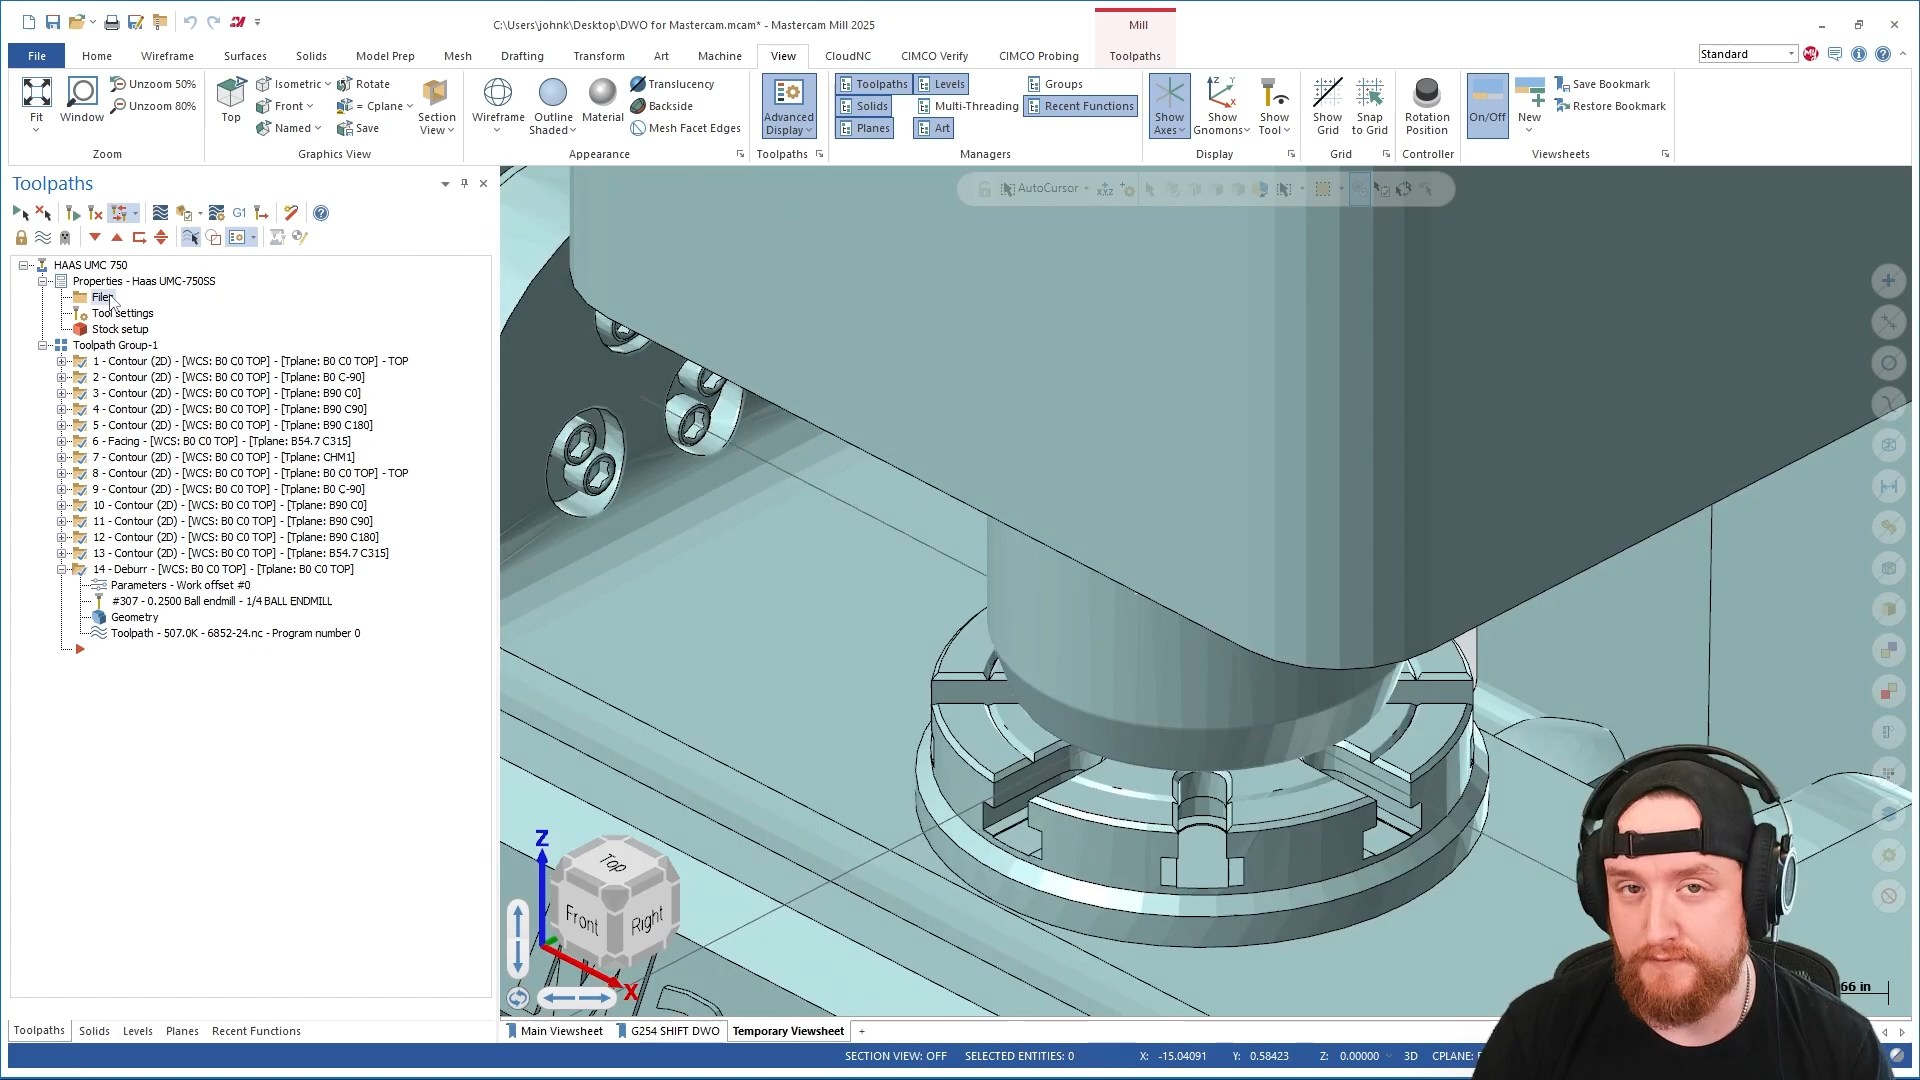 C:\Users\johnk\Desktop\DWO for Mastercam.mcam* - Mastercam Mill 2025
Mill
File Home Wireframe Surfaces Solids Model Prep Mesh Drafting Transform Art Machine View CloudNC CIMCO Verify CIMCO Probing Toolpaths
Standard
Fit
Window
Unzoom 50%
Unzoom 80%
Zoom
Top
Isometric
Front
Named
Rotate
= Cplane
Save
Section View
Graphics View
Wireframe
Outline Shaded
Material
Translucency
Backside
Mesh Facet Edges
Appearance
Advanced Display
Toolpaths
Toolpaths
Solids
Planes
Levels
Multi-Threading
Art
Groups
Recent Functions
Managers
Show Axes
Show Gnomons
Show Tool
Display
Show Grid
Snap to Grid
Grid
Rotation Position
Controller
On/Off
New
Save Bookmark
Restore Bookmark
Viewsheets
Toolpaths
G1
AutoCursor
HAAS UMC 750
Properties - Haas UMC-750SS
Files
Tool settings
Stock setup
Toolpath Group-1
1 - Contour (2D) - [WCS: B0 C0 TOP] - [Tplane: B0 C0 TOP] - TOP
2 - Contour (2D) - [WCS: B0 C0 TOP] - [Tplane: B0 C-90]
3 - Contour (2D) - [WCS: B0 C0 TOP] - [Tplane: B90 C0]
4 - Contour (2D) - [WCS: B0 C0 TOP] - [Tplane: B90 C90]
5 - Contour (2D) - [WCS: B0 C0 TOP] - [Tplane: B90 C180]
6 - Facing - [WCS: B0 C0 TOP] - [Tplane: B54.7 C315]
7 - Contour (2D) - [WCS: B0 C0 TOP] - [Tplane: CHM1]
8 - Contour (2D) - [WCS: B0 C0 TOP] - [Tplane: B0 C0 TOP] - TOP
9 - Contour (2D) - [WCS: B0 C0 TOP] - [Tplane: B0 C-90]
10 - Contour (2D) - [WCS: B0 C0 TOP] - [Tplane: B90 C0]
11 - Contour (2D) - [WCS: B0 C0 TOP] - [Tplane: B90 C90]
12 - Contour (2D) - [WCS: B0 C0 TOP] - [Tplane: B90 C180]
13 - Contour (2D) - [WCS: B0 C0 TOP] - [Tplane: B54.7 C315]
14 - Deburr - [WCS: B0 C0 TOP] - [Tplane: B0 C0 TOP]
Parameters - Work offset #0
#307 - 0.2500 Ball endmill - 1/4 BALL ENDMILL
Geometry
Toolpath - 507.0K - 6852-24.nc - Program number 0
Z
Top
Front
Right
X
66 in
Toolpaths Solids Levels Planes Recent Functions
Main Viewsheet G254 SHIFT DWO Temporary Viewsheet +
SECTION VIEW: OFF SELECTED ENTITIES: 0 X: -15.04091 Y: 0.58423 Z: 0.00000 3D CPLANE: